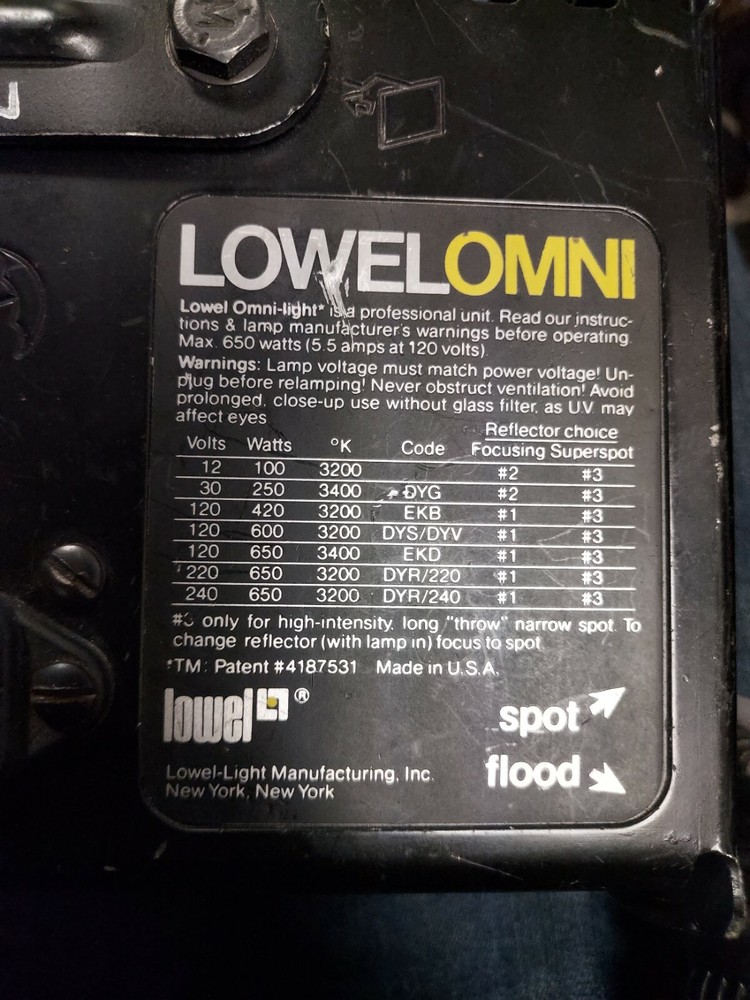 LOWELOMNI
Lowel Omni-light* is a professional unit. Read our instruc-
tions & lamp manufacturer's warnings before operating.
Max. 650 watts (5.5 amps at 120 volts).
Warnings: Lamp voltage must match power voltage! Un-
plug before relamping! Never obstruct ventilation! Avoid
prolonged, close-up use without glass filter, as U.V. may
affect eyes
Reflector choice
Volts Watts °K Code Focusing Superspot
12 100 3200 #2 #3
30 250 3400 DYG #2 #3
120 420 3200 EKB #1 #3
120 600 3200 DYS/DYV #1 #3
120 650 3400 EKD #1 #3
220 650 3200 DYR/220 #1 #3
240 650 3200 DYR/240 #1 #3
#3 only for high-intensity, long "throw" narrow spot. To
change reflector (with lamp in) focus to spot.
*TM: Patent #4187531 Made in U.S.A.
lowel ®
spot
flood
Lowel-Light Manufacturing, Inc.
New York, New York